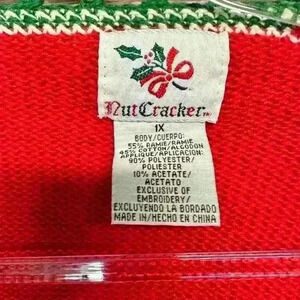 NutCracker™
1X
BODY/CUERPO:
55% RAMIE/RAMIE
45% COTTON/ALGODON
APPLIQUE/APLICACION:
90% POLYESTER/
POLIESTER
10% ACETATE/
ACETATO
EXCLUSIVE OF
EMBROIDERY/
EXCLUYENDO LA BORDADO
MADE IN/HECHO EN CHINA